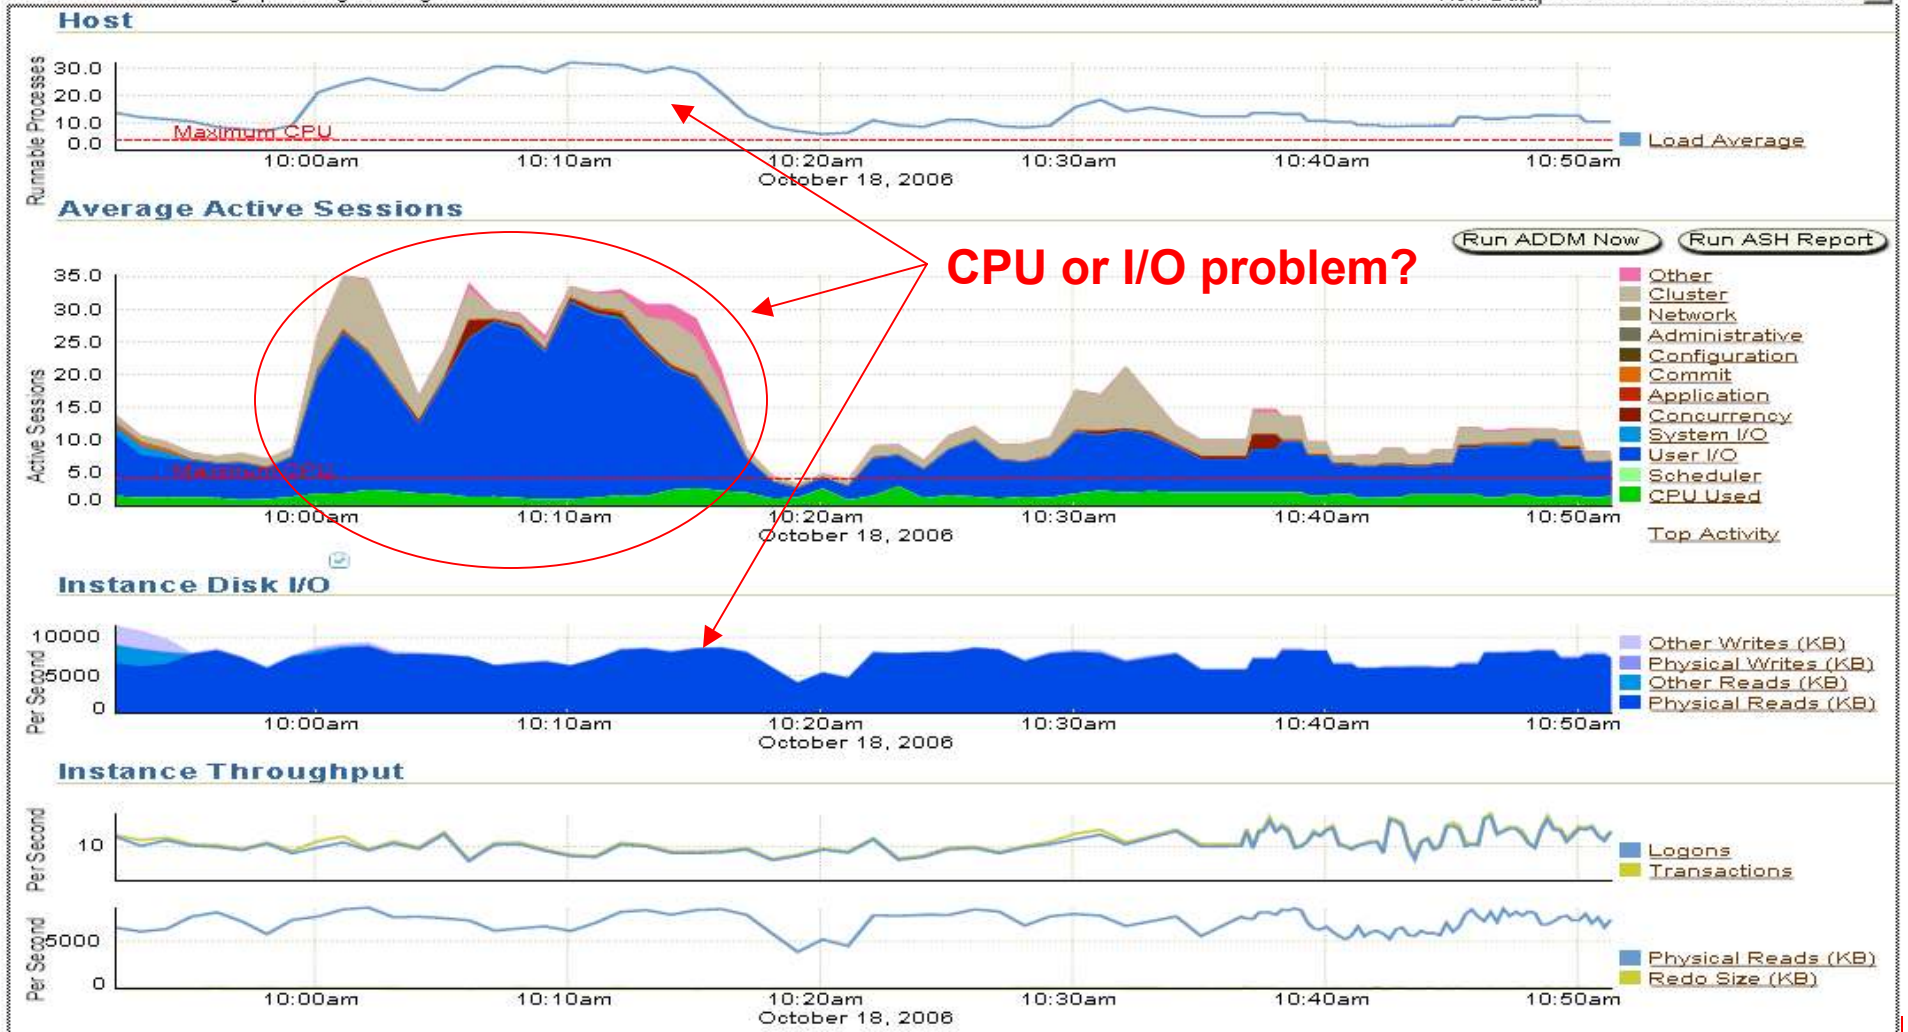 Host
Runnable Processes
30.0
20.0
10.0
0.0
Maximum CPU
10:00am
10:10am
10:20am
10:30am
10:40am
10:50am
October 18, 2006
Load Average
Average Active Sessions
Run ADDM Now
Run ASH Report
CPU or I/O problem?
Active Sessions
35.0
30.0
25.0
20.0
15.0
10.0
5.0
0.0
Maximum CPU
Other
Cluster
Network
Administrative
Configuration
Commit
Application
Concurrency
System I/O
User I/O
Scheduler
CPU Used
Top Activity
10:00am
10:10am
10:20am
10:30am
10:40am
10:50am
October 18, 2006
Instance Disk I/O
Per Second
10000
5000
0
Other Writes (KB)
Physical Writes (KB)
Other Reads (KB)
Physical Reads (KB)
10:00am
10:10am
10:20am
10:30am
10:40am
10:50am
October 18, 2006
Instance Throughput
Per Second
10
Logons
Transactions
Per Second
5000
0
Physical Reads (KB)
Redo Size (KB)
10:00am
10:10am
10:20am
10:30am
10:40am
10:50am
October 18, 2006